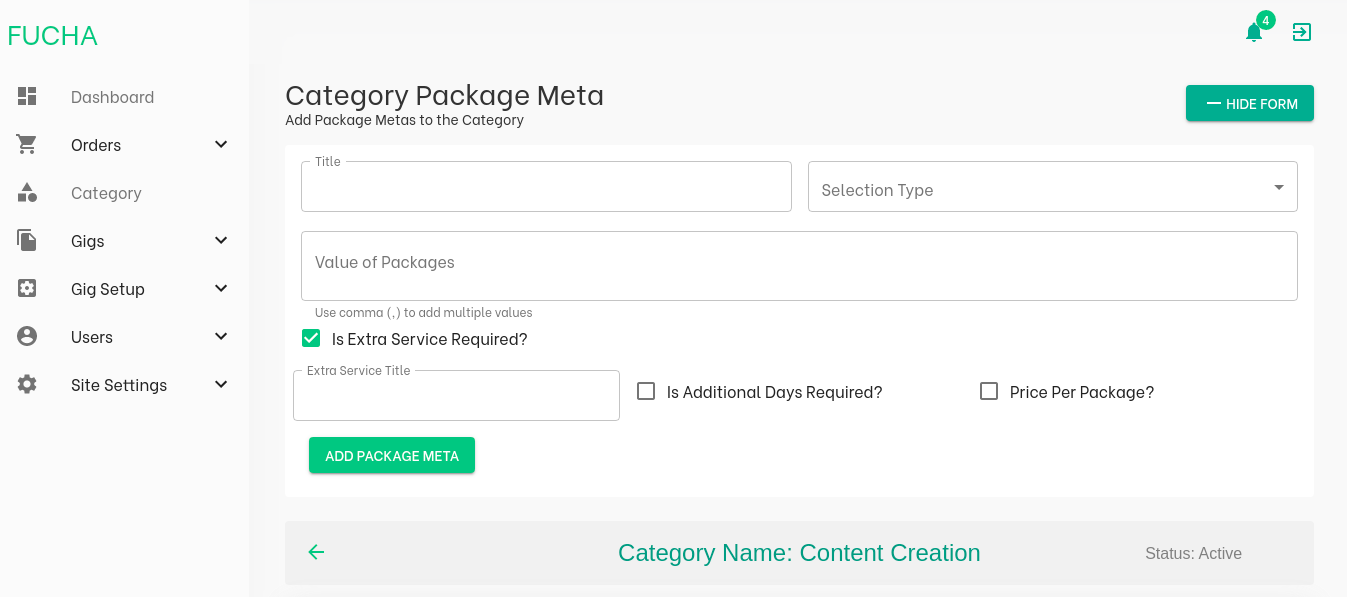 FUCHA
4
Dashboard
Orders
Category
Gigs
Gig Setup
Users
Site Settings
Category Package Meta
Add Package Metas to the Category
HIDE FORM
Title
Selection Type
Value of Packages
Use comma (,) to add multiple values
Is Extra Service Required?
Extra Service Title
Is Additional Days Required?
Price Per Package?
ADD PACKAGE META
Category Name: Content Creation
Status: Active